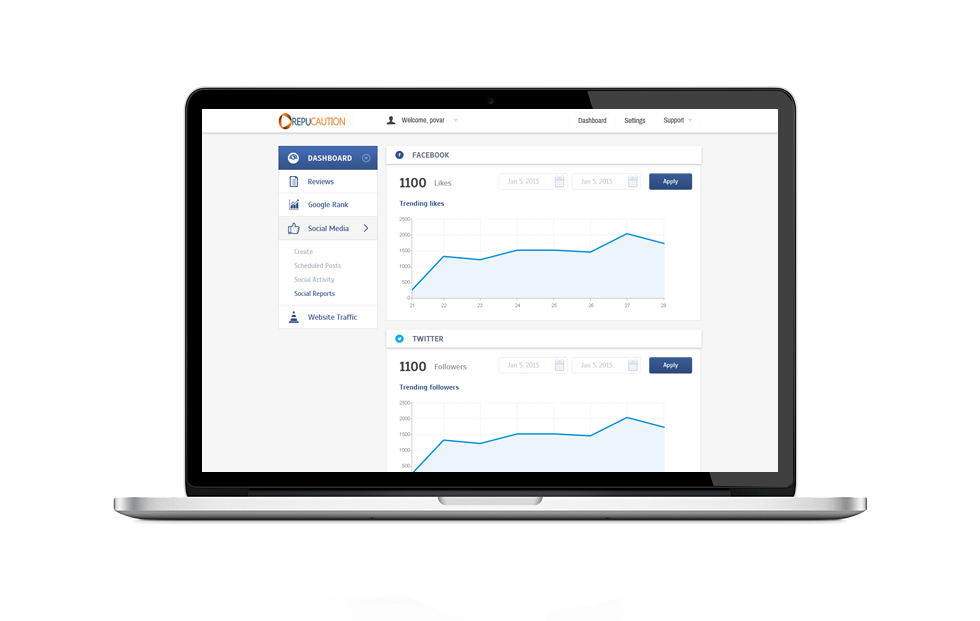 REPUCAUTION
Welcome, povar
Dashboard
Settings
Support
DASHBOARD
Reviews
Google Rank
Social Media
Create
Scheduled Posts
Social Activity
Social Reports
Website Traffic
FACEBOOK
1100 Likes
Jan 5, 2013
Jan 5, 2013
Apply
Trending likes
2500
2000
1500
1000
500
0
21 22 23 24 25 26 27 28
TWITTER
1100 Followers
Jan 5, 2013
Jan 5, 2013
Apply
Trending followers
2500
2000
1500
1000
500